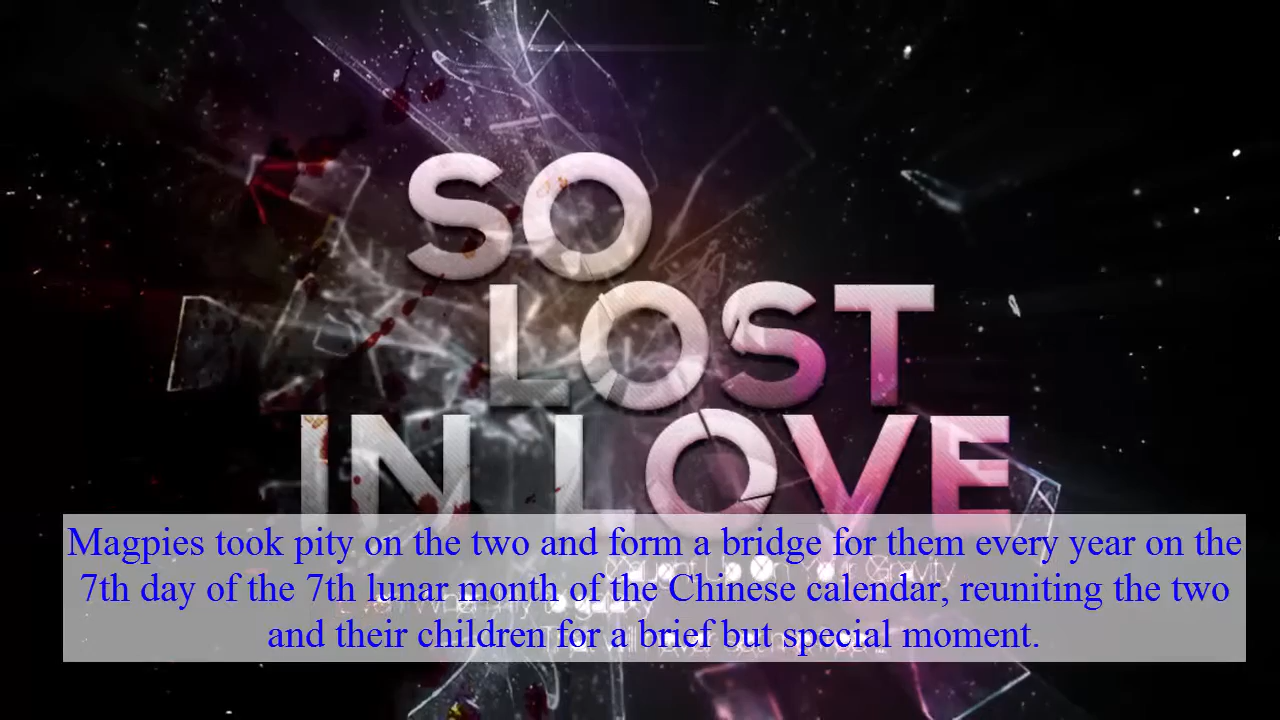 SO
LOST
IN LOVE
Magpies took pity on the two and form a bridge for them every year on the
7th day of the 7th lunar month of the Chinese calendar, reuniting the two
and their children for a brief but special moment.